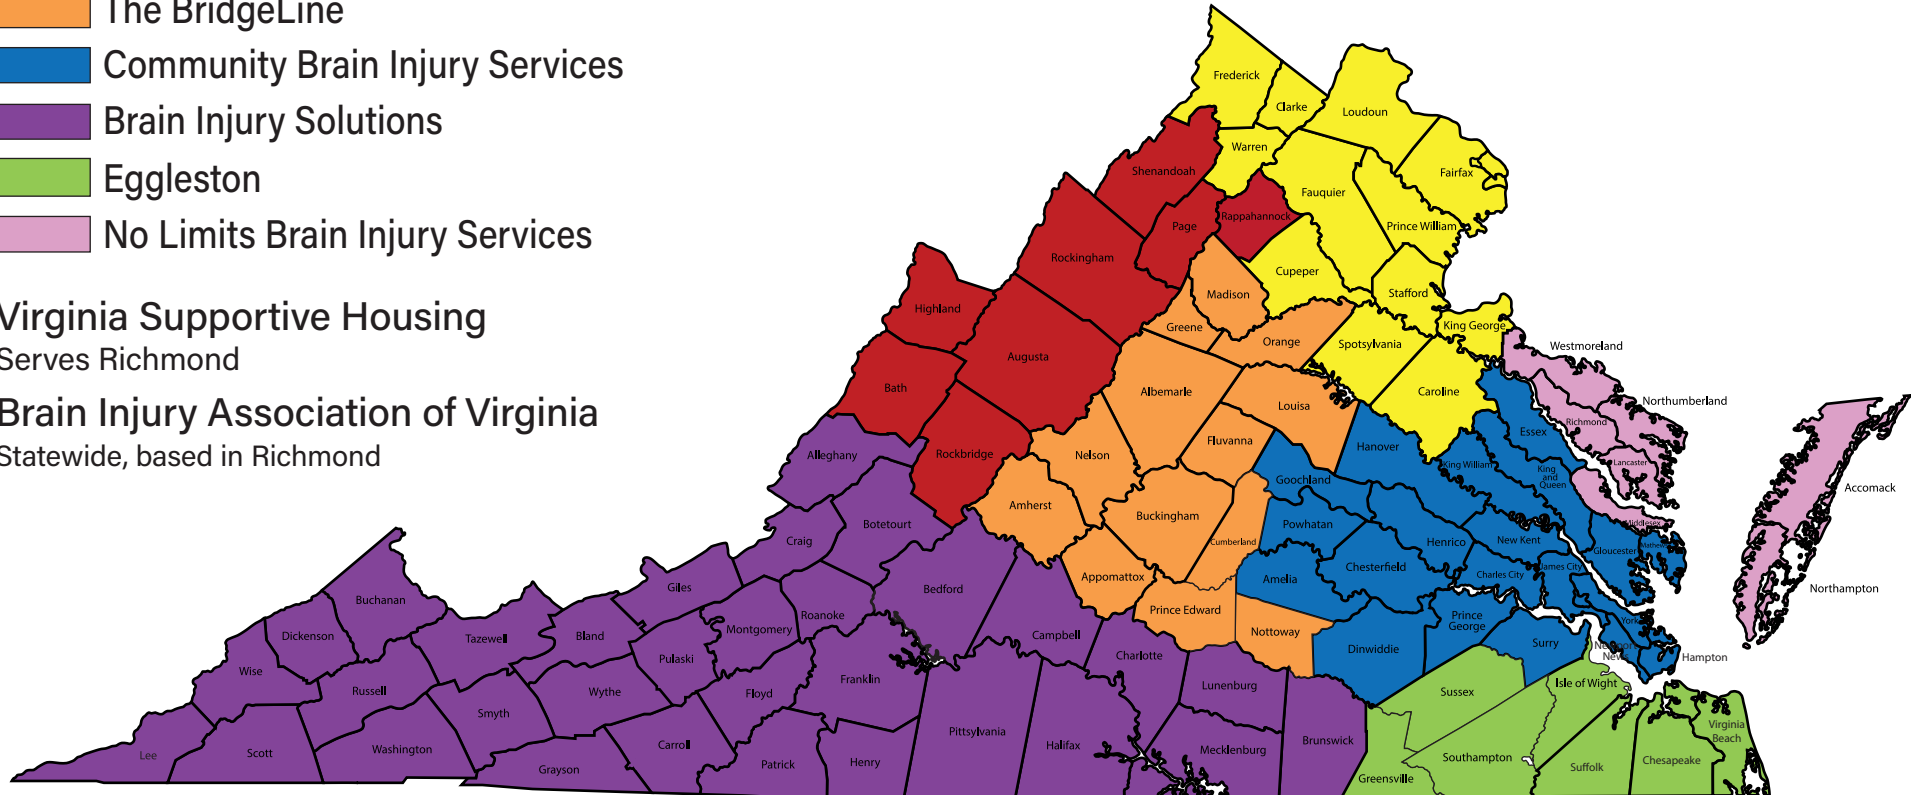 The BridgeLine
Community Brain Injury Services
Brain Injury Solutions
Eggleston
No Limits Brain Injury Services
Virginia Supportive Housing
Serves Richmond
Brain Injury Association of Virginia
Statewide, based in Richmond
Frederick
Clarke
Loudoun
Warren
Shenandoah
Fairfax
Fauquier
Rappahannock
Page
Prince William
Rockingham
Cupeper
Madison
Stafford
Highland
Greene
King George
Orange
Spotsylvania
Westmoreland
Augusta
Bath
Albemarle
Caroline
Northumberland
Louisa
Richmond
Essex
Fluvanna
Hanover
Alleghany
Rockbridge
Nelson
King William
Lancaster
King
and
Queen
Goochland
Accomack
Amherst
Buckingham
Powhatan
Middlesex
Botetourt
Craig
Cumberland
Henrico
New Kent
Gloucester
Mathews
Chesterfield
James City
Charles City
Appomattox
Amelia
Giles
Bedford
Northampton
Buchanan
Prince Edward
Roanoke
Prince
George
York
Dickenson
Tazewell
Bland
Montgomery
Campbell
Nottoway
Surry
Newport
News
Dinwiddie
Charlotte
Pulaski
Hampton
Wise
Franklin
Lunenburg
Isle of Wight
Russell
Wythe
Floyd
Sussex
Smyth
Virginia
Beach
Pittsylvania
Brunswick
Carroll
Halifax
Washington
Mecklenburg
Scott
Lee
Southampton
Chesapeake
Patrick
Henry
Suffolk
Grayson
Greensville